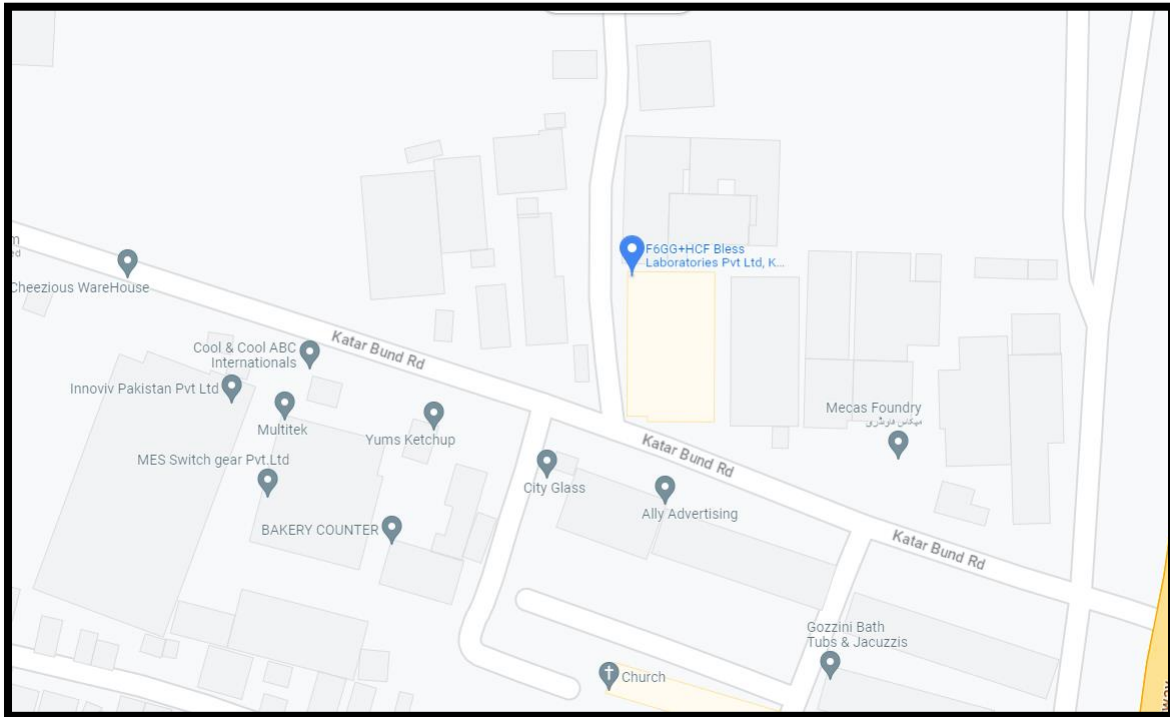 F6GG+HCF Bless
Laboratories Pvt Ltd, K...
Cheezious WareHouse
Katar Bund Rd
Cool & Cool ABC
Internationals
Innoviv Pakistan Pvt Ltd
Multitek
Yums Ketchup
Mecas Foundry
میکاس فاؤنڈری
Katar Bund Rd
MES Switch gear Pvt.Ltd
City Glass
Ally Advertising
BAKERY COUNTER
Katar Bund Rd
Gozzini Bath
Tubs & Jacuzzis
Church